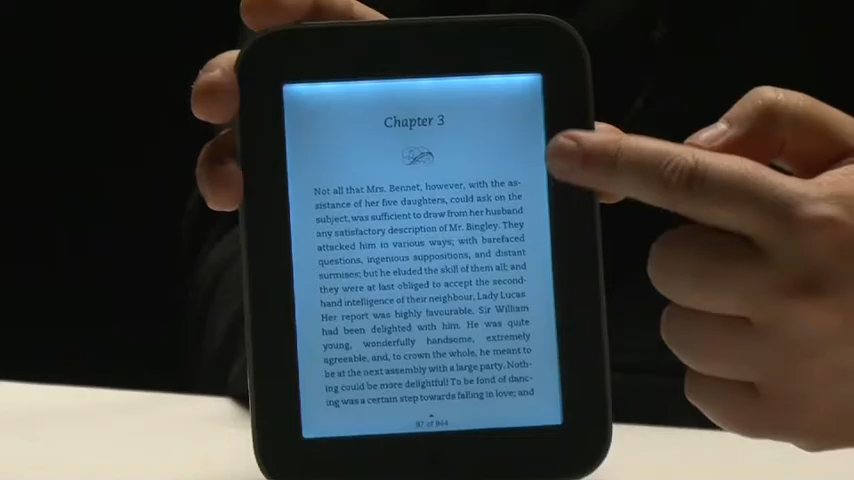 Chapter 3
Not all that Mrs. Bennet, however, with the as-
sistance of her five daughters, could ask on the
subject, was sufficient to draw from her husband
any satisfactory description of Mr. Bingley. They
attacked him in various ways; with barefaced
questions, ingenious suppositions, and distant
surmises; but he eluded the skill of them all; and
they were at last obliged to accept the second-
hand intelligence of their neighbour, Lady Lucas.
Her report was highly favourable. Sir William
had been delighted with him. He was quite
young, wonderfully handsome, extremely
agreeable, and, to crown the whole, he meant to
be at the next assembly with a large party. Noth-
ing could be more delightful! To be fond of danc-
ing was a certain step towards falling in love; and
87 of 944